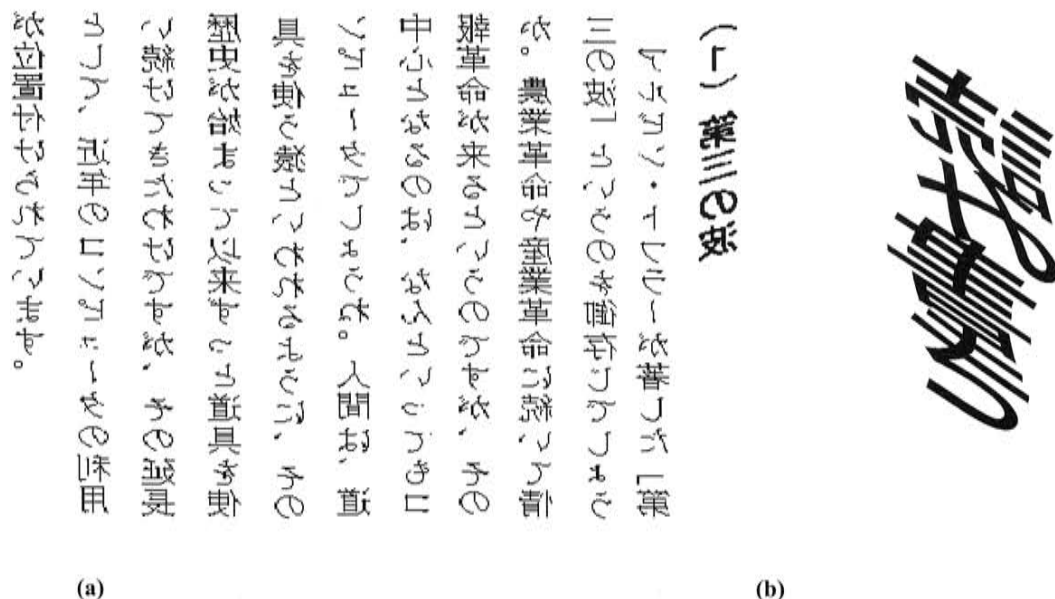 (1)第三の波
アルビン・トフラーが著した「第
三の波」というのを御存じでしょう
か。農業革命や産業革命に続いて情
報革命が来るというのですが、その
中心となるのは、なんといってもコ
ンピュータでしょうね。人間は、道
具を使う猿といわれるように、その
歴史が始まって以来ずっと道具を使
い続けてきたわけですが、その延長
として、近年のコンピュータの利用
が位置付けられています。
(a)
(b)